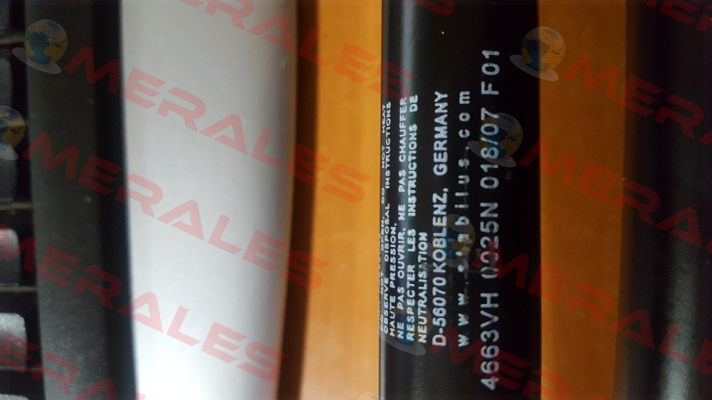 OBSERVE DISPOSAL INSTRUCTIONS
HAUTE PRESSION.
NE PAS OUVRIR. NE PAS CHAUFFER
RESPECTER LES INSTRUCTIONS DE
NEUTRALISATION
D-56070 KOBLENZ, GERMANY
www.stabilus.com
4663VH 0025N 018/07 F01
MERALES
MERALES
MERALES
MERALES
MERALES